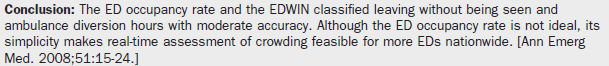 Conclusion: The ED occupancy rate and the EDWIN classified leaving without being seen and
ambulance diversion hours with moderate accuracy. Although the ED occupancy rate is not ideal, its
simplicity makes real-time assessment of crowding feasible for more EDs nationwide. [Ann Emerg
Med. 2008;51:15-24.]